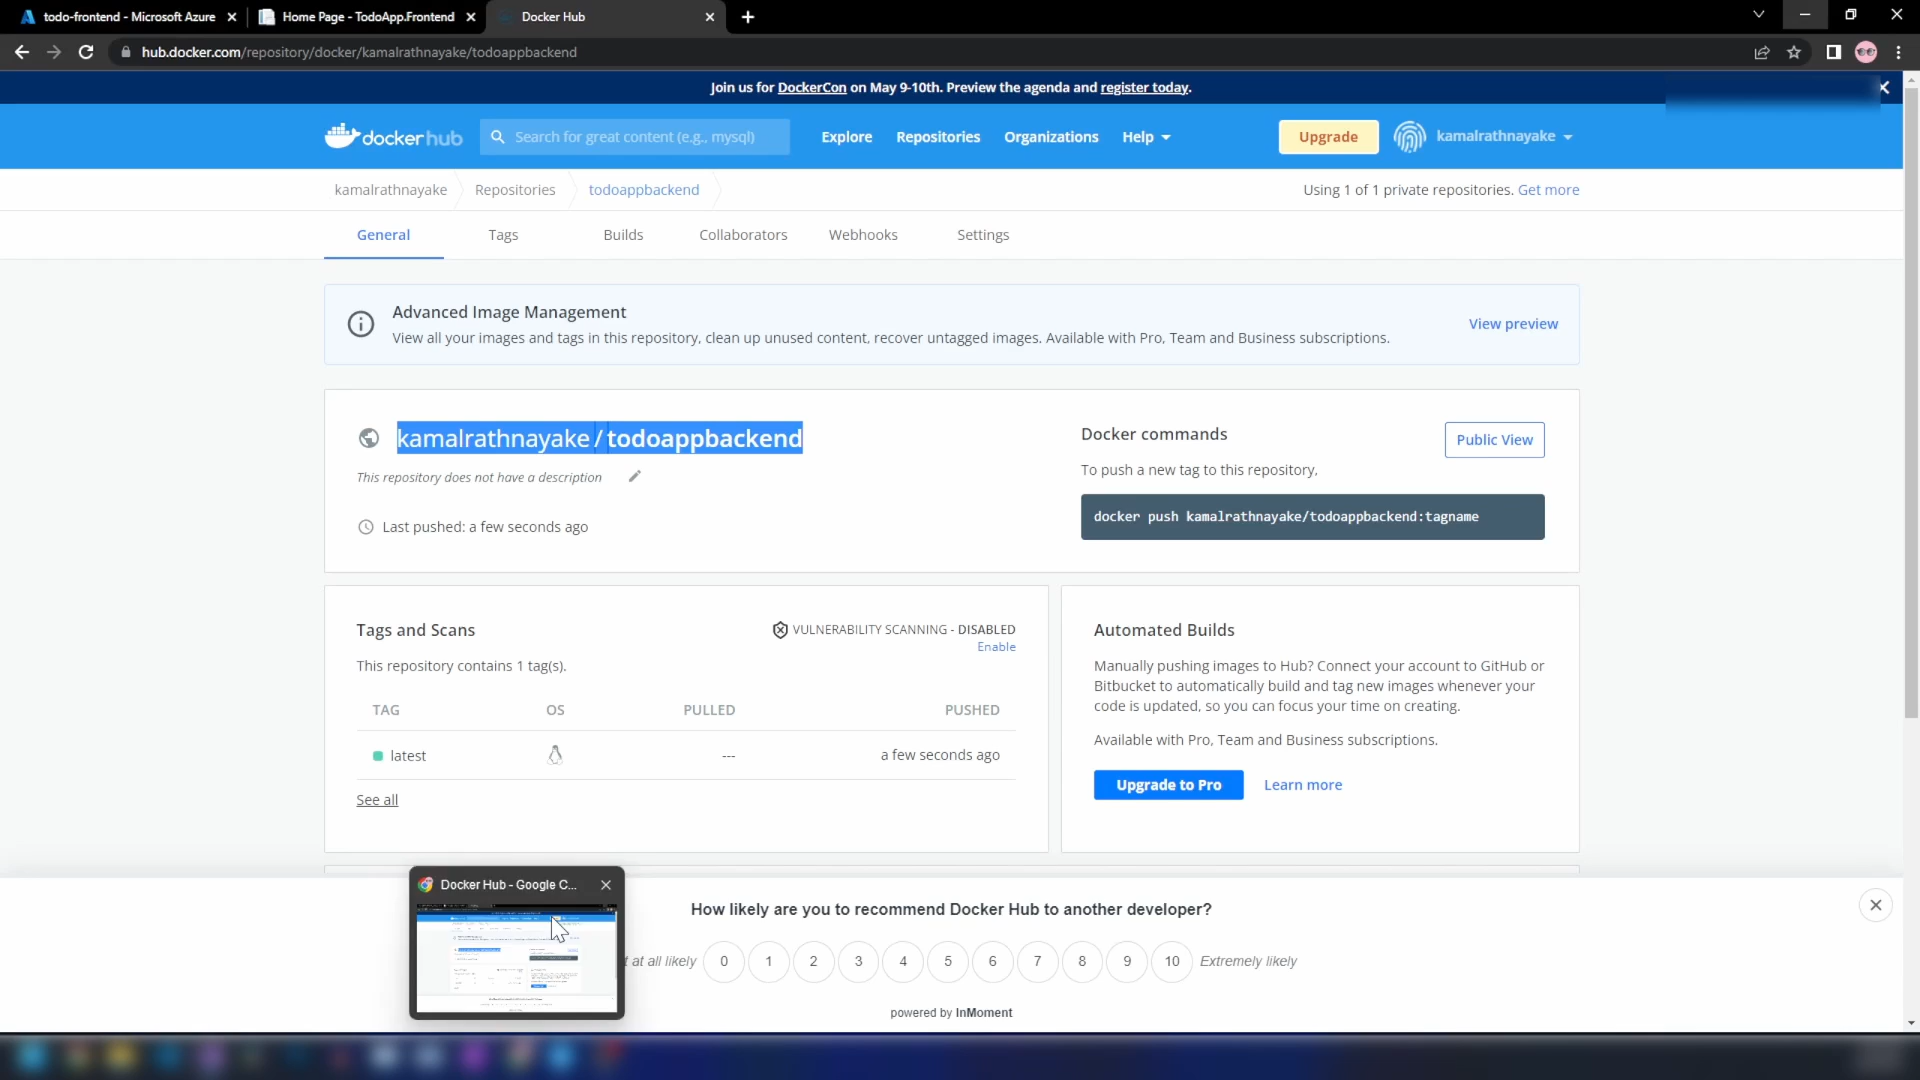 todo-frontend - Microsoft Azure
Home Page - TodoApp.Frontend
Docker Hub
hub.docker.com/repository/docker/kamalrathnayake/todoappbackend
Join us for DockerCon on May 9-10th. Preview the agenda and register today.
dockerhub
Search for great content (e.g., mysql)
Explore
Repositories
Organizations
Help
Upgrade
kamalrathnayake
kamalrathnayake
Repositories
todoappbackend
Using 1 of 1 private repositories. Get more
General
Tags
Builds
Collaborators
Webhooks
Settings
Advanced Image Management
View all your images and tags in this repository, clean up unused content, recover untagged images. Available with Pro, Team and Business subscriptions.
View preview
kamalrathnayake / todoappbackend
This repository does not have a description
Last pushed: a few seconds ago
Docker commands
Public View
To push a new tag to this repository,
docker push kamalrathnayake/todoappbackend:tagname
Tags and Scans
VULNERABILITY SCANNING - DISABLED
Enable
This repository contains 1 tag(s).
TAG OS PULLED PUSHED
latest --- a few seconds ago
See all
Automated Builds
Manually pushing images to Hub? Connect your account to GitHub or
Bitbucket to automatically build and tag new images whenever your
code is updated, so you can focus your time on creating.
Available with Pro, Team and Business subscriptions.
Upgrade to Pro
Learn more
Docker Hub - Google C...
How likely are you to recommend Docker Hub to another developer?
t at all likely 0 1 2 3 4 5 6 7 8 9 10 Extremely likely
powered by InMoment